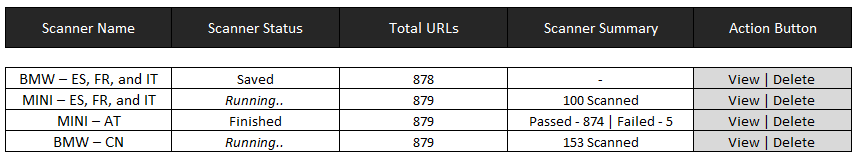 Scanner Name Scanner Status Total URLs Scanner Summary Action Button
BMW – ES, FR, and IT Saved 878 - View | Delete
MINI – ES, FR, and IT Running.. 879 100 Scanned View | Delete
MINI – AT Finished 879 Passed - 874 | Failed - 5 View | Delete
BMW – CN Running.. 879 153 Scanned View | Delete